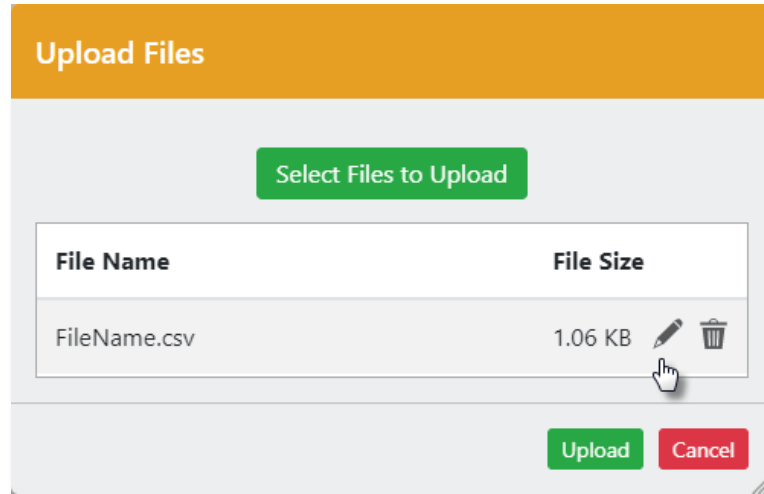 Upload Files
Select Files to Upload
File Name File Size
FileName.csv 1.06 KB
Upload Cancel